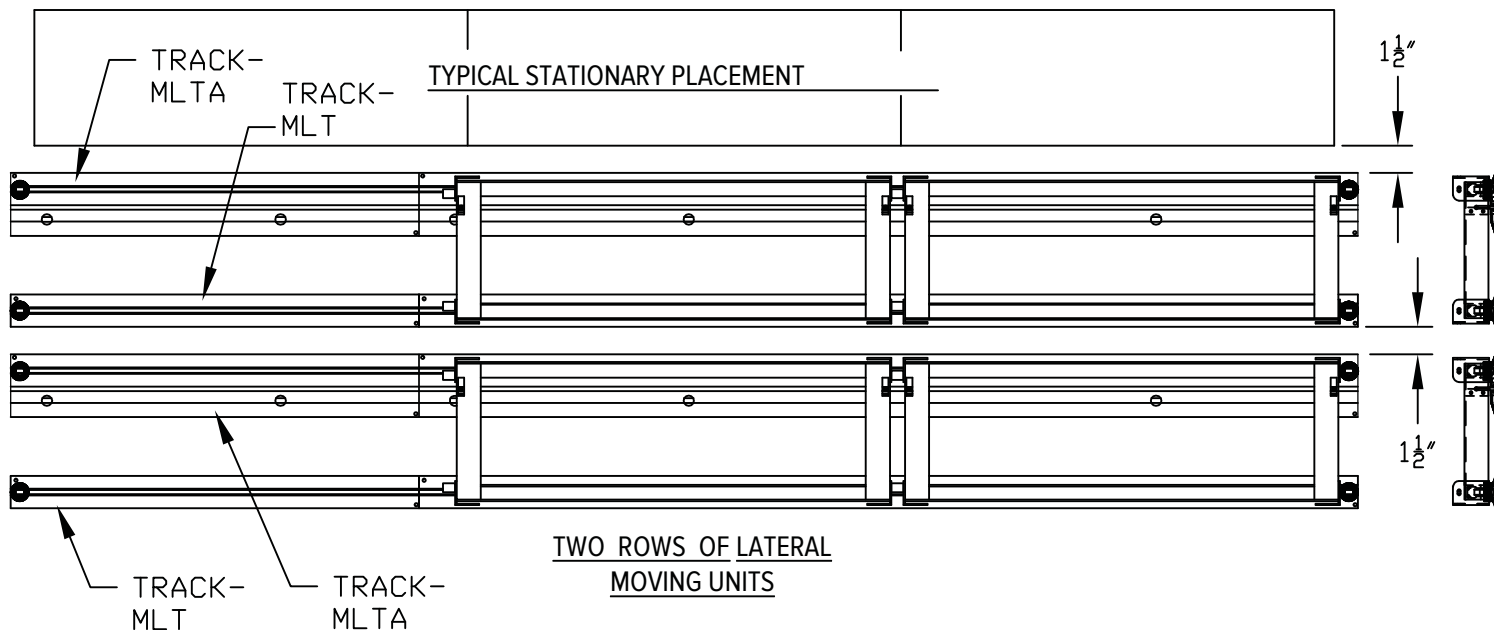 TRACK-
MLTA
TRACK-
MLT
TYPICAL STATIONARY PLACEMENT
1½"
1½"
TWO ROWS OF LATERAL
MOVING UNITS
TRACK-
MLT
TRACK-
MLTA